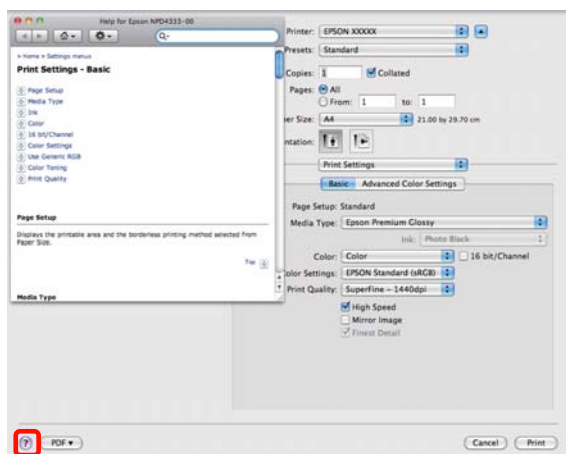 Help for Epson NPD4333-00
Q-
> Home > Settings menus
Print Settings - Basic
Page Setup
Media Type
Ink
Color
16 bit/Channel
Color Settings
Use Generic RGB
Color Toning
Print Quality
Page Setup
Displays the printable area and the borderless printing method selected from
Paper Size.
Top
Media Type
Printer: EPSON XXXXX
Presets: Standard
Copies: 1 Collated
Pages: All
From: 1 to: 1
er Size: A4 21.00 by 29.70 cm
ntation:
Print Settings
Basic Advanced Color Settings
Page Setup: Standard
Media Type: Epson Premium Glossy
Ink: Photo Black
Color: Color 16 bit/Channel
olor Settings: EPSON Standard (sRGB)
Print Quality: SuperFine - 1440dpi
High Speed
Mirror Image
Finest Detail
? PDF Cancel Print